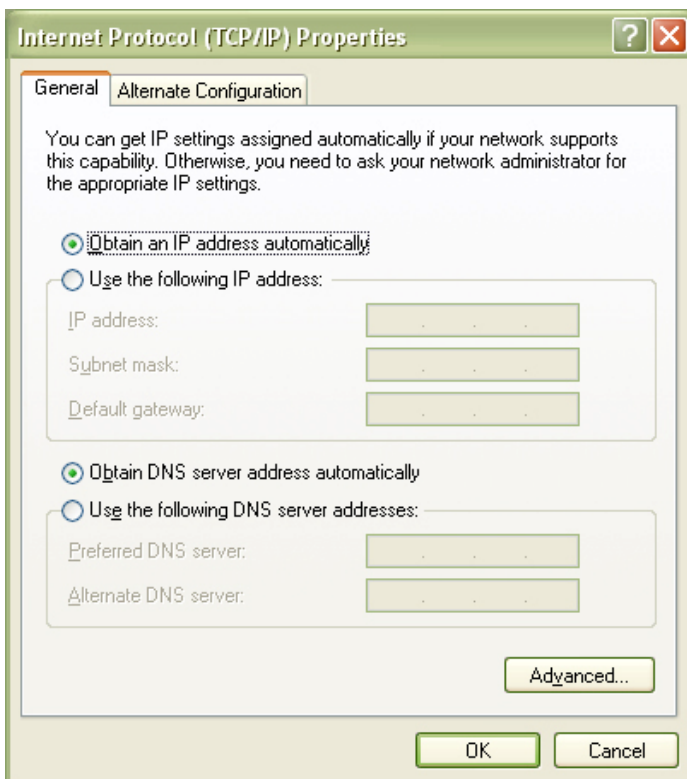 Internet Protocol (TCP/IP) Properties
General
Alternate Configuration
You can get IP settings assigned automatically if your network supports
this capability. Otherwise, you need to ask your network administrator for
the appropriate IP settings.
Obtain an IP address automatically
Use the following IP address:
IP address:
Subnet mask:
Default gateway:
Obtain DNS server address automatically
Use the following DNS server addresses:
Preferred DNS server:
Alternate DNS server:
Advanced...
OK
Cancel